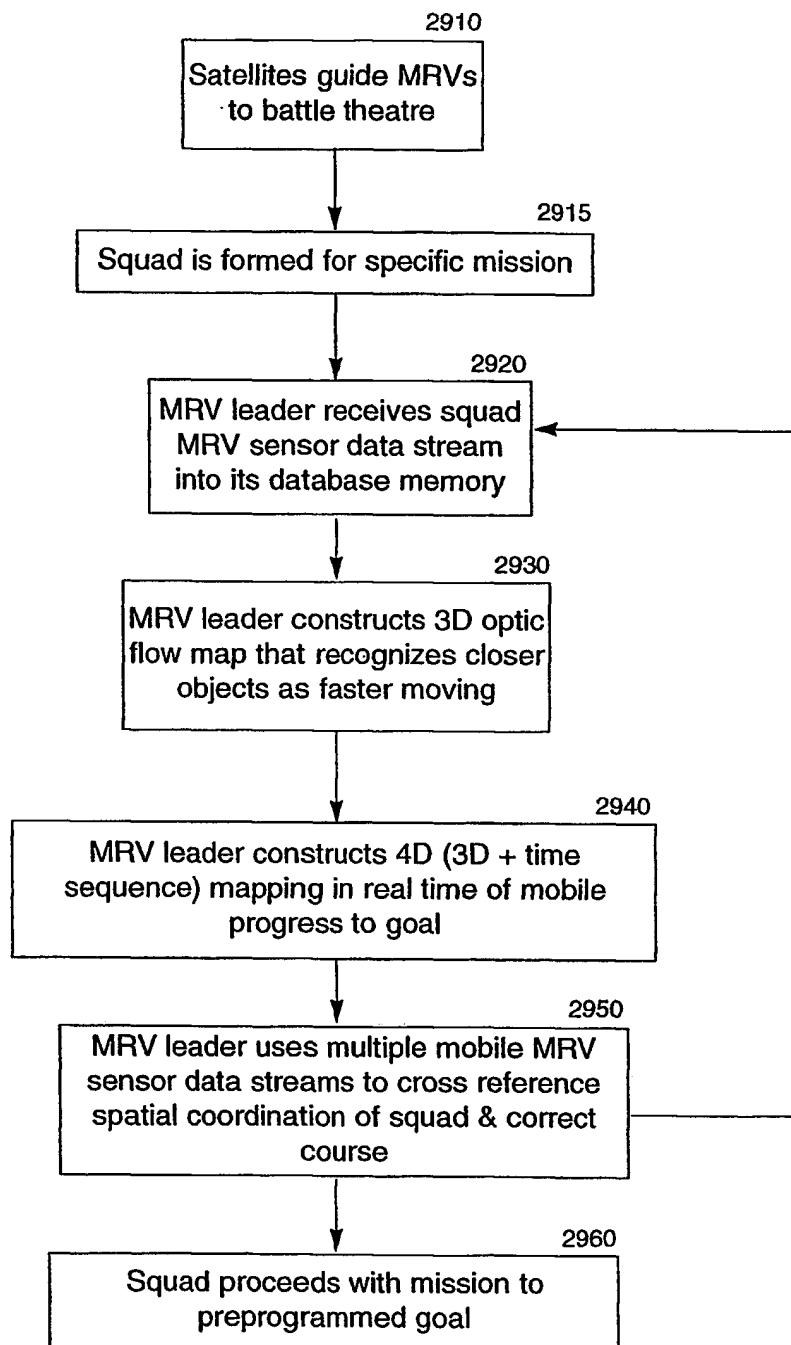 2910
Satellites guide MRVs
to battle theatre
2915
Squad is formed for specific mission
2920
MRV leader receives squad
MRV sensor data stream
into its database memory
2930
MRV leader constructs 3D optic
flow map that recognizes closer
objects as faster moving
2940
MRV leader constructs 4D (3D + time
sequence) mapping in real time of mobile
progress to goal
2950
MRV leader uses multiple mobile MRV
sensor data streams to cross reference
spatial coordination of squad & correct
course
2960
Squad proceeds with mission to
preprogrammed goal